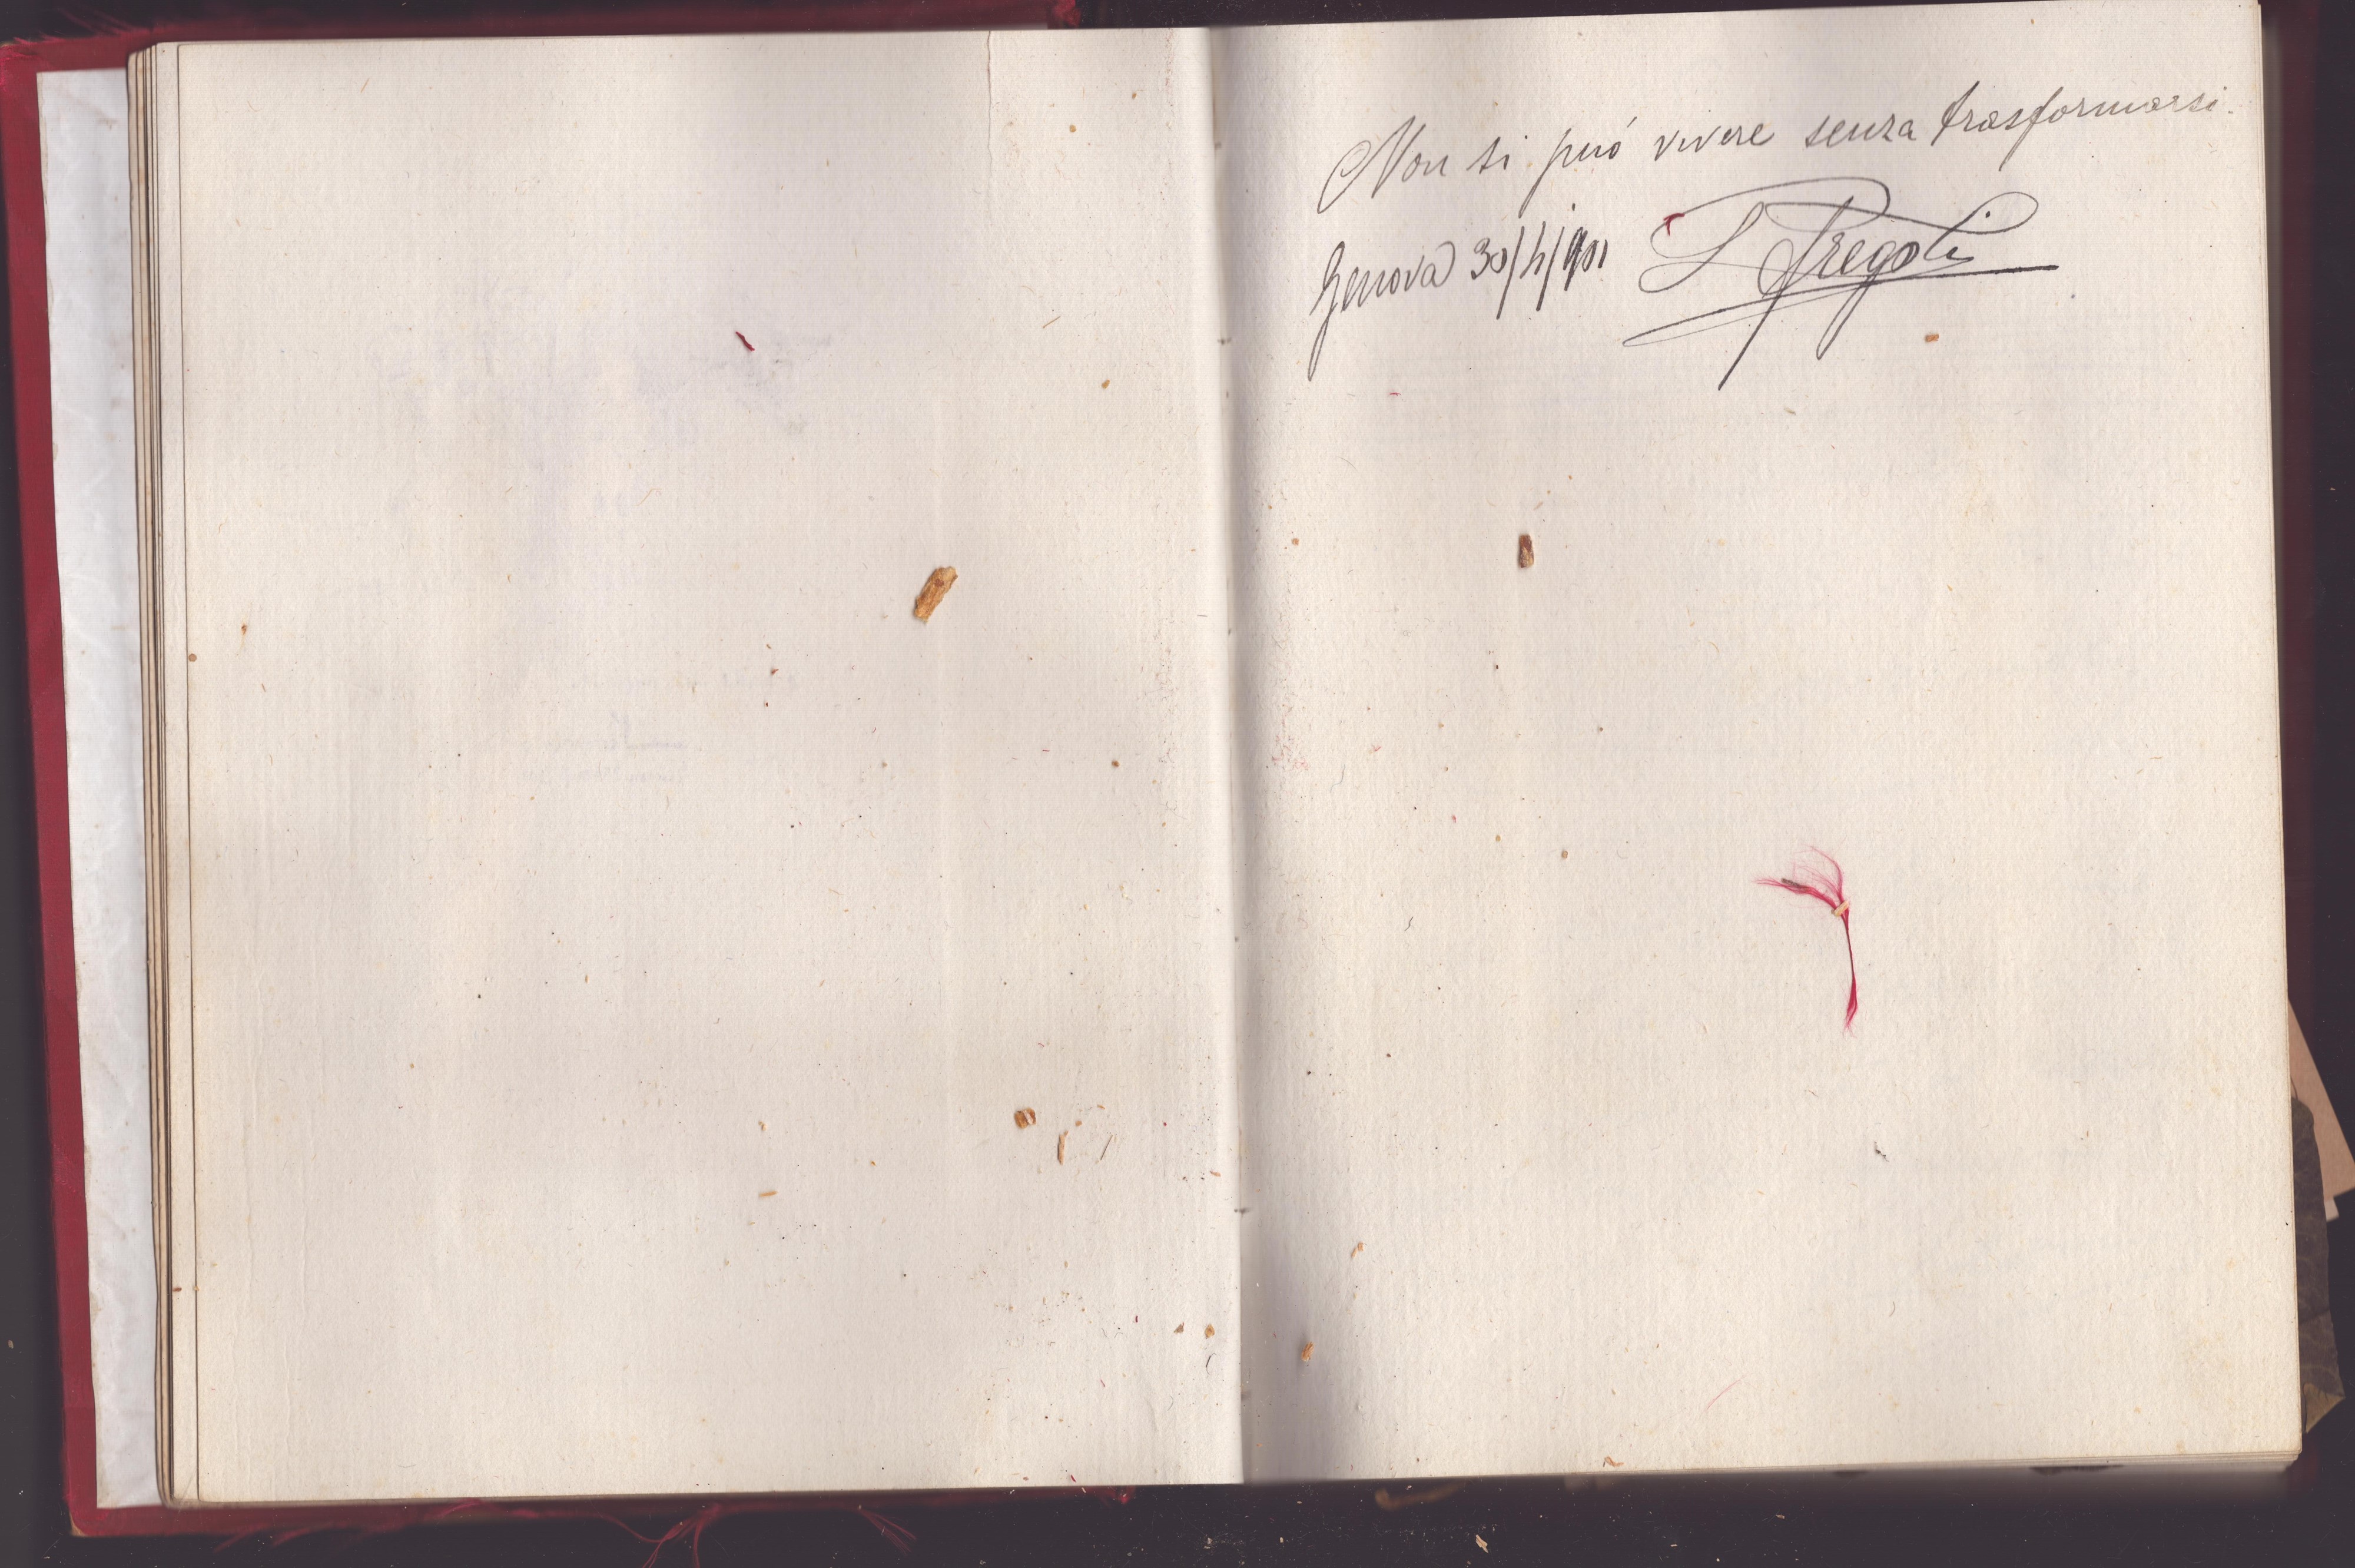 Non si può vivere senza trasformarsi.
Genova 30/4/901 L Fregoli